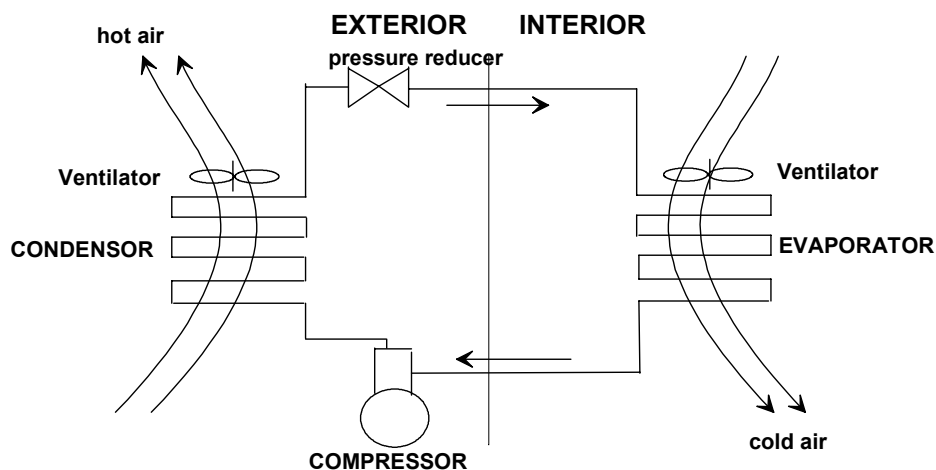 EXTERIOR INTERIOR
hot air
pressure reducer
Ventilator
Ventilator
CONDENSOR
EVAPORATOR
cold air
COMPRESSOR